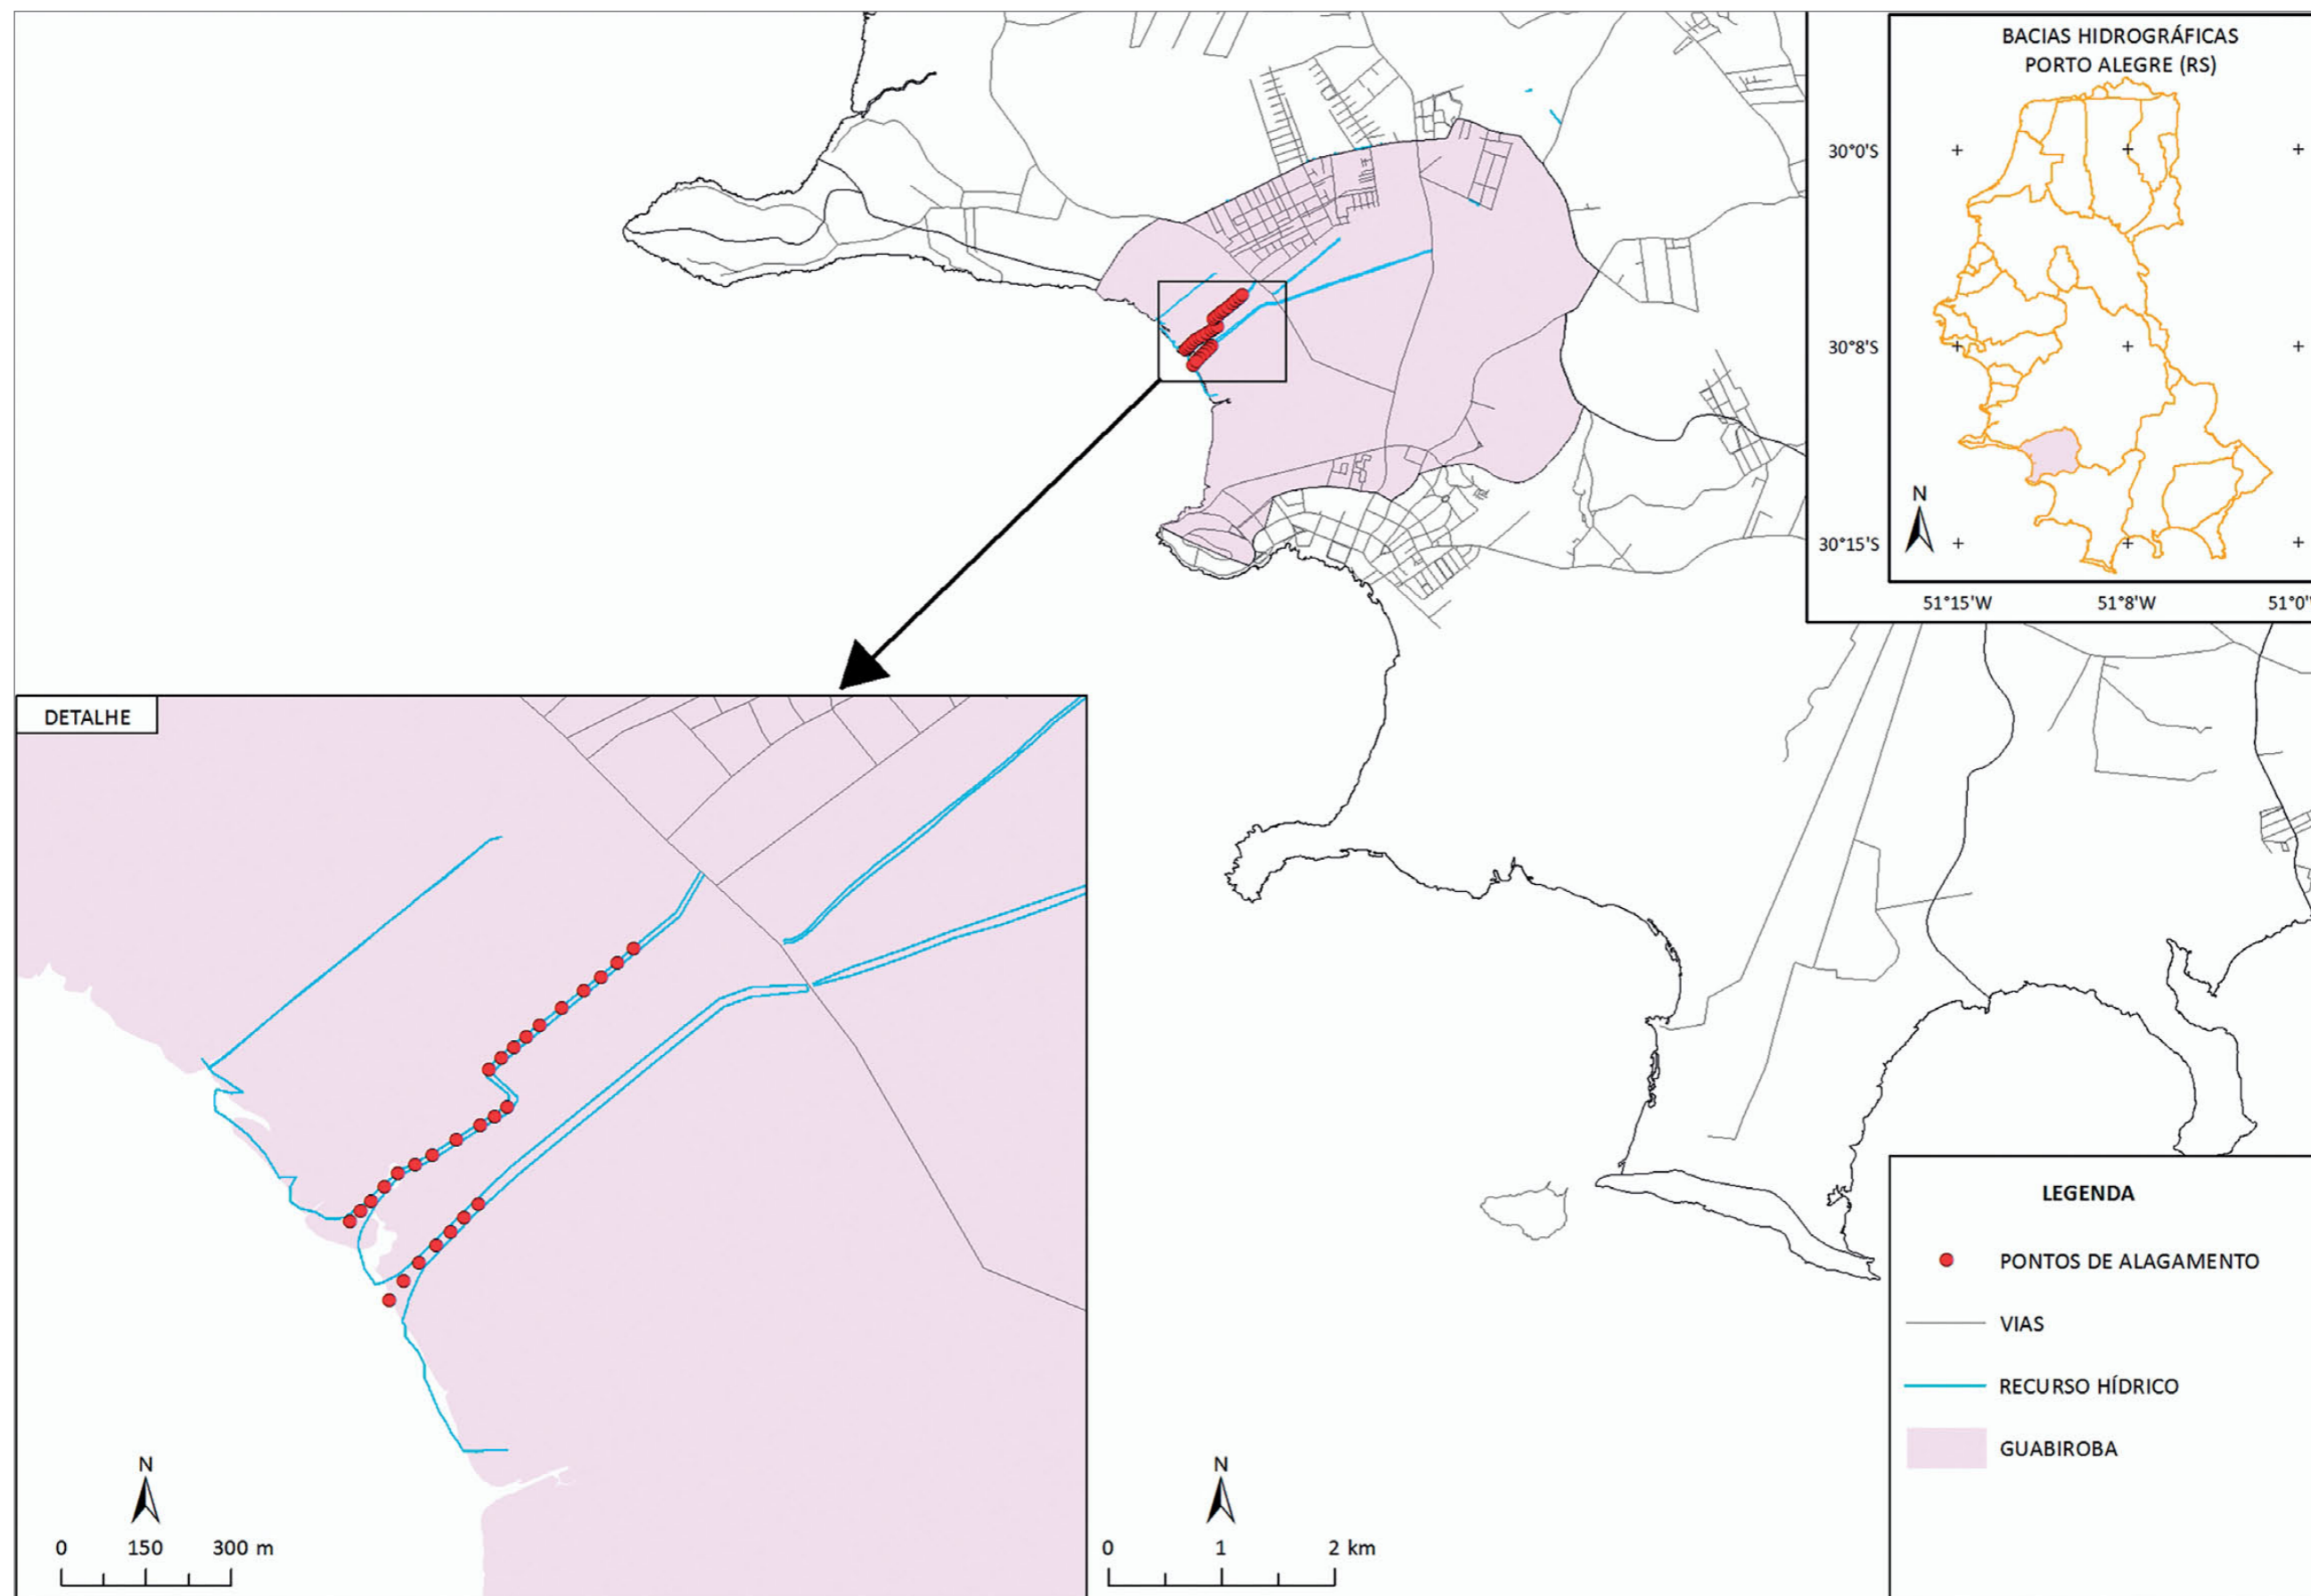 BACIAS HIDROGRÁFICAS
PORTO ALEGRE (RS)
30°0'S
30°8'S
30°15'S
N
51°15'W
51°8'W
DETALHE
N
0 150 300 m
N
0 1 2 km
LEGENDA
PONTOS DE ALAGAMENTO
VIAS
RECURSO HÍDRICO
GUABIROBA